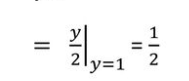 = y/2|y=1 = 1/2